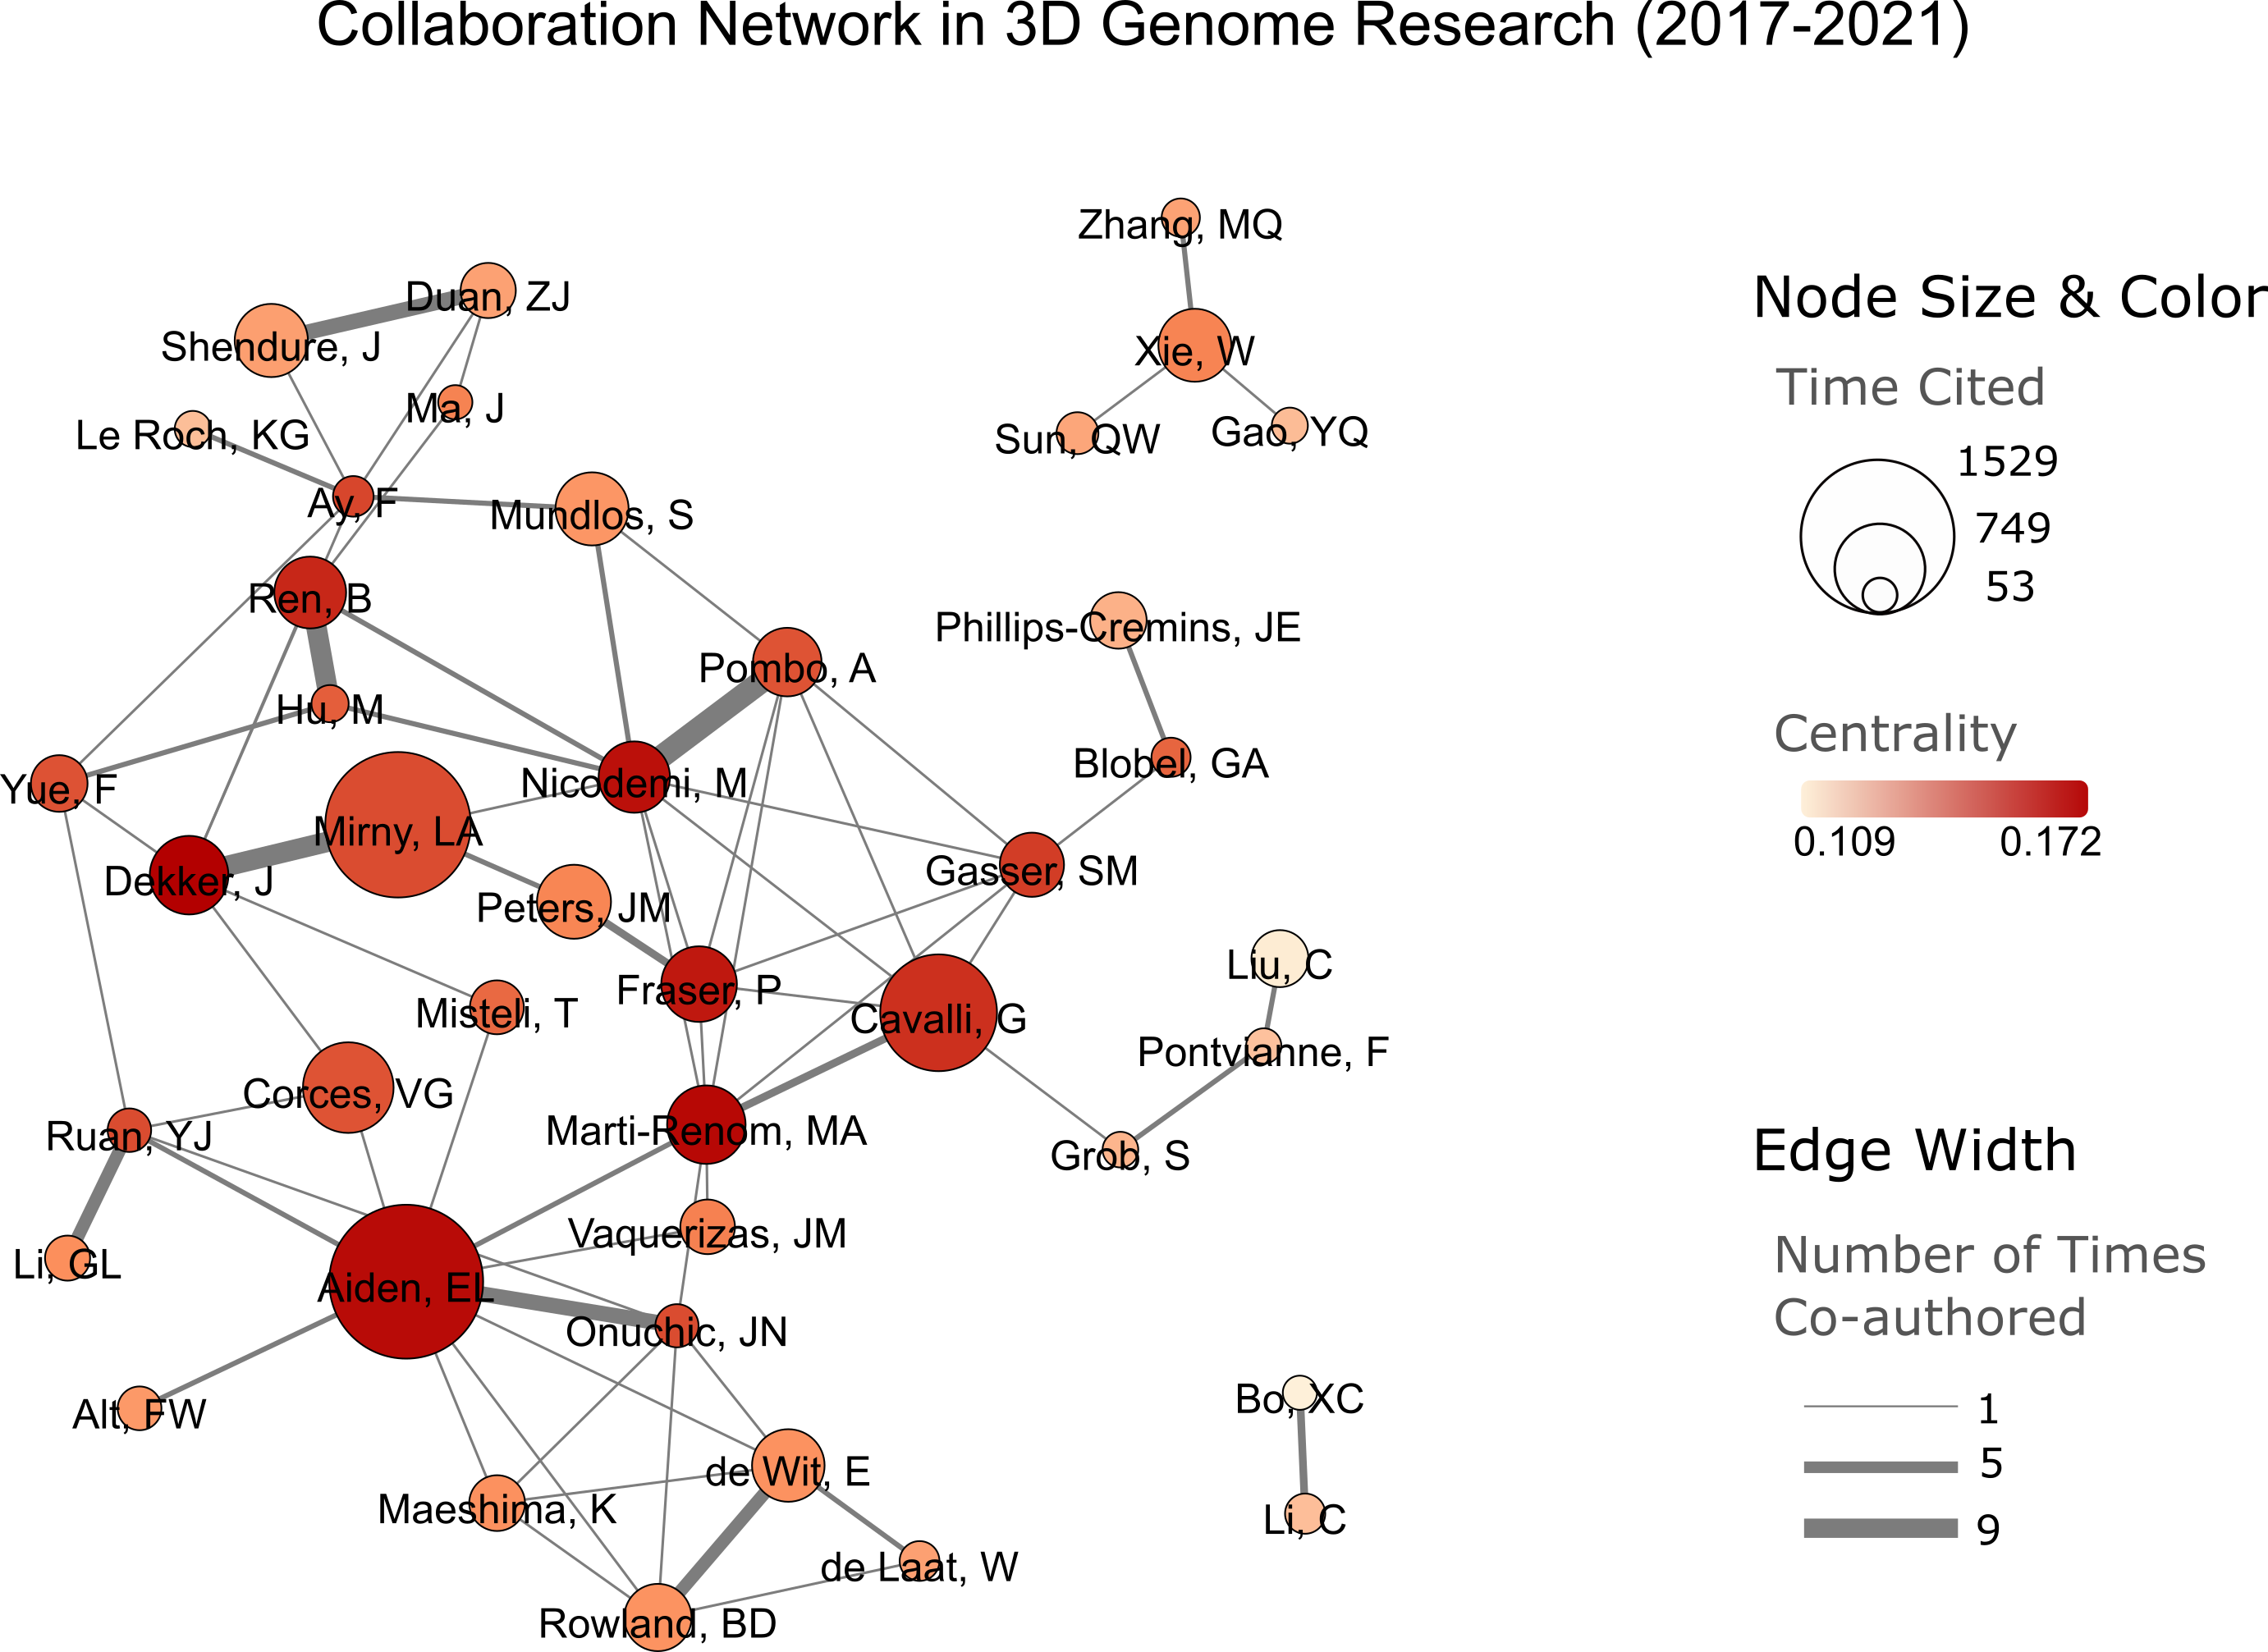 Collaboration Network in 3D Genome Research (2017-2021)
Zhang, MQ
Duan, ZJ
Shendure, J
Xie, W
Ma, J
Le Roch, KG
Sun, QW
Gao, YQ
Ay, F
Mundlos, S
Ren, B
Phillips-Cremins, JE
Pombo, A
Hu, M
Blobel, GA
Yue, F
Nicodemi, M
Mirny, LA
Dekker, J
Gasser, SM
Peters, JM
Liu, C
Fraser, P
Misteli, T
Cavalli, G
Pontvianne, F
Corces, VG
Ruan, YJ
Marti-Renom, MA
Grob, S
Vaquerizas, JM
Li, GL
Aiden, EL
Onuchic, JN
Alt, FW
Bo, XC
de Wit, E
Maeshima, K
Li, C
de Laat, W
Rowland, BD
Node Size & Color
Time Cited
1529
749
53
Centrality
0.109
0.172
Edge Width
Number of Times
Co-authored
1
5
9